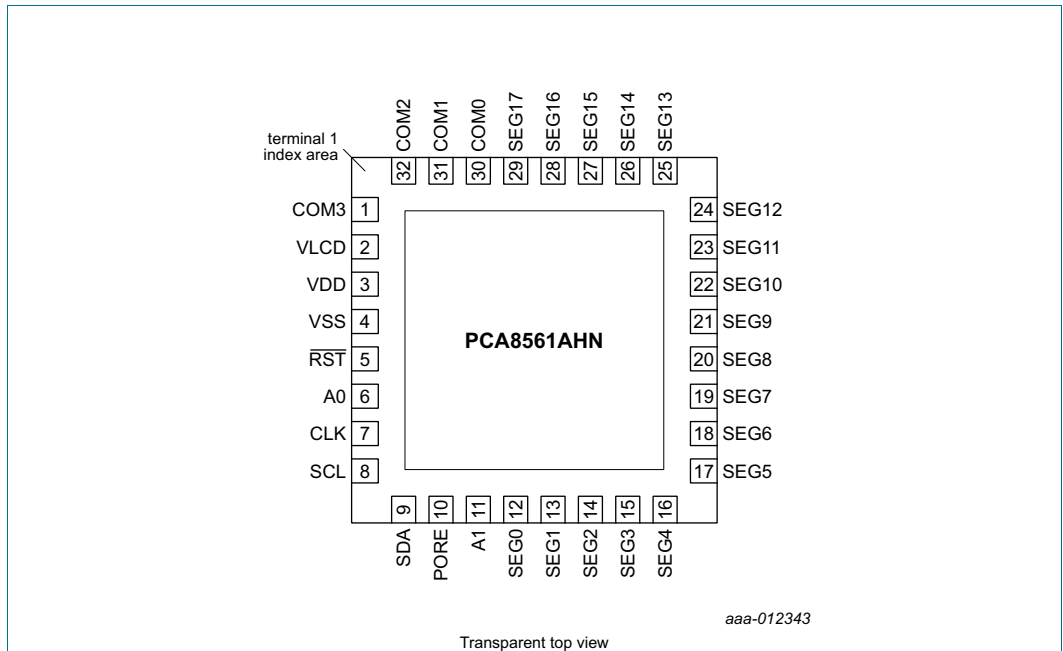 COM2 COM1 COM0 SEG17 SEG16 SEG15 SEG14 SEG13
terminal 1
index area
32 31 30 29 28 27 26 25
COM3 1
VLCD 2
VDD 3
VSS 4
RST 5
A0 6
CLK 7
SCL 8
24 SEG12
23 SEG11
22 SEG10
21 SEG9
20 SEG8
19 SEG7
18 SEG6
17 SEG5
PCA8561AHN
9 10 11 12 13 14 15 16
SDA PORE A1 SEG0 SEG1 SEG2 SEG3 SEG4
aaa-012343
Transparent top view